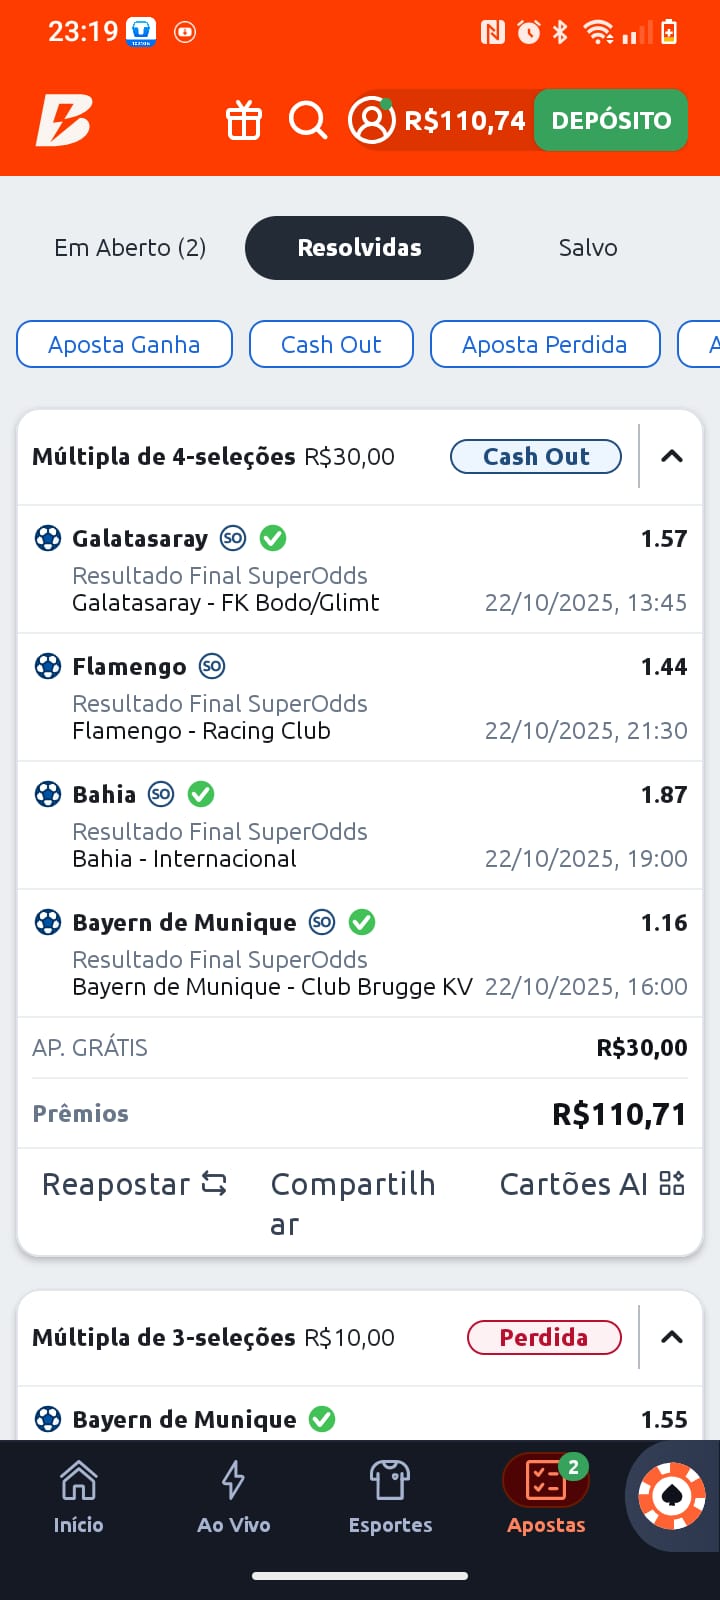 23:19
R$110,74 DEPÓSITO
Em Aberto (2) Resolvidas Salvo
Aposta Ganha Cash Out Aposta Perdida
Múltipla de 4-seleções R$30,00 Cash Out
Galatasaray SO 1.57
Resultado Final SuperOdds
Galatasaray - FK Bodo/Glimt 22/10/2025, 13:45
Flamengo SO 1.44
Resultado Final SuperOdds
Flamengo - Racing Club 22/10/2025, 21:30
Bahia SO 1.87
Resultado Final SuperOdds
Bahia - Internacional 22/10/2025, 19:00
Bayern de Munique SO 1.16
Resultado Final SuperOdds
Bayern de Munique - Club Brugge KV 22/10/2025, 16:00
AP. GRÁTIS R$30,00
Prêmios R$110,71
Reapostar Compartilh Cartões AI
ar
Múltipla de 3-seleções R$10,00 Perdida
Bayern de Munique 1.55
2
Início Ao Vivo Esportes Apostas